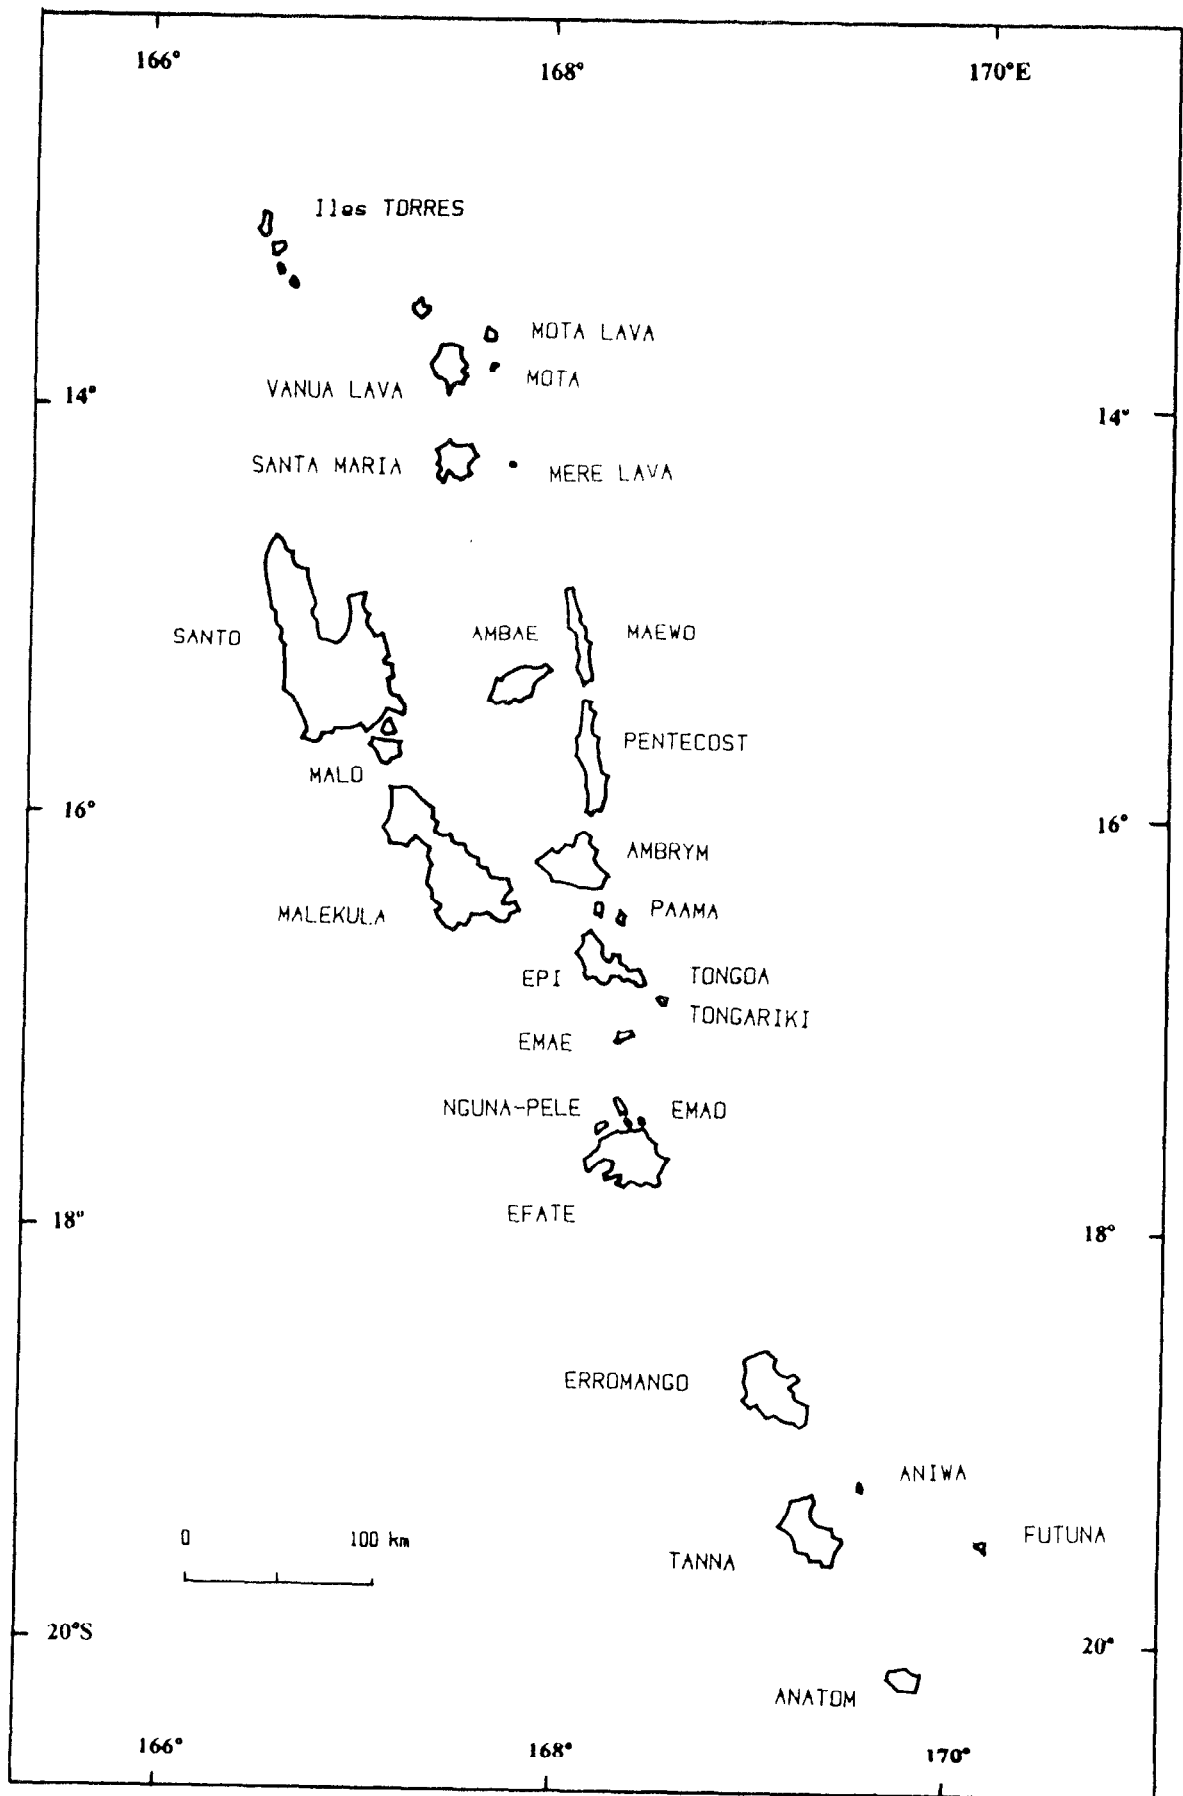 166° 168° 170°E
Iles TORRES
MOTA LAVA
MOTA
VANUA LAVA
14° 14°
SANTA MARIA MERE LAVA
SANTO AMBAE MAEWO
PENTECOST
MALO
16° 16°
AMBRYM
MALEKULA PAAMA
EPI TONGOA
TONGARIKI
EMAE
NGUNA-PELE EMAO
EFATE
18° 18°
ERROMANGO
ANIWA
0 100 km FUTUNA
TANNA
20°S 20°
ANATOM
166° 168° 170°